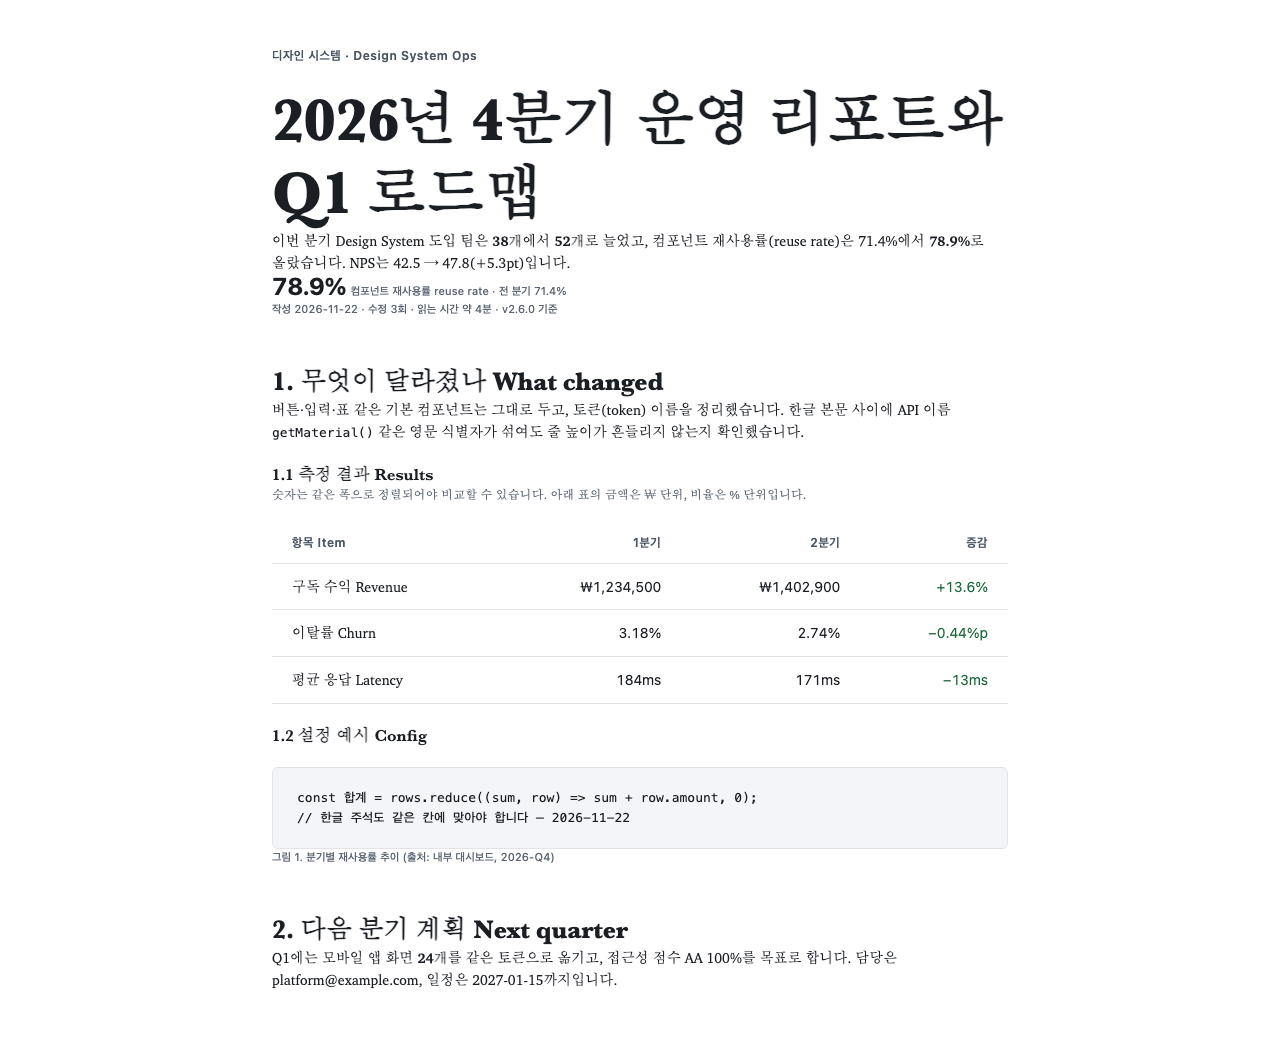 디자인 시스템 · Design System Ops
2026년 4분기 운영 리포트와
Q1 로드맵
이번 분기 Design System 도입 팀은 38개에서 52개로 늘었고, 컴포넌트 재사용률(reuse rate)은 71.4%에서 78.9%로
올랐습니다. NPS는 42.5 → 47.8(+5.3pt)입니다.
78.9% 컴포넌트 재사용률 reuse rate · 전 분기 71.4%
작성 2026-11-22 · 수정 3회 · 읽는 시간 약 4분 · v2.6.0 기준
1. 무엇이 달라졌나 What changed
버튼·입력·표 같은 기본 컴포넌트는 그대로 두고, 토큰(token) 이름을 정리했습니다. 한글 본문 사이에 API 이름
getMaterial() 같은 영문 식별자가 섞여도 줄 높이가 흔들리지 않는지 확인했습니다.
1.1 측정 결과 Results
숫자는 같은 폭으로 정렬되어야 비교할 수 있습니다. 아래 표의 금액은 ₩ 단위, 비율은 % 단위입니다.
항목 Item 1분기 2분기 증감
구독 수익 Revenue ₩1,234,500 ₩1,402,900 +13.6%
이탈률 Churn 3.18% 2.74% −0.44%p
평균 응답 Latency 184ms 171ms −13ms
1.2 설정 예시 Config
const 합계 = rows.reduce((sum, row) => sum + row.amount, 0);
// 한글 주석도 같은 칸에 맞아야 합니다 — 2026-11-22
그림 1. 분기별 재사용률 추이 (출처: 내부 대시보드, 2026-Q4)
2. 다음 분기 계획 Next quarter
Q1에는 모바일 앱 화면 24개를 같은 토큰으로 옮기고, 접근성 점수 AA 100%를 목표로 합니다. 담당은
platform@example.com, 일정은 2027-01-15까지입니다.